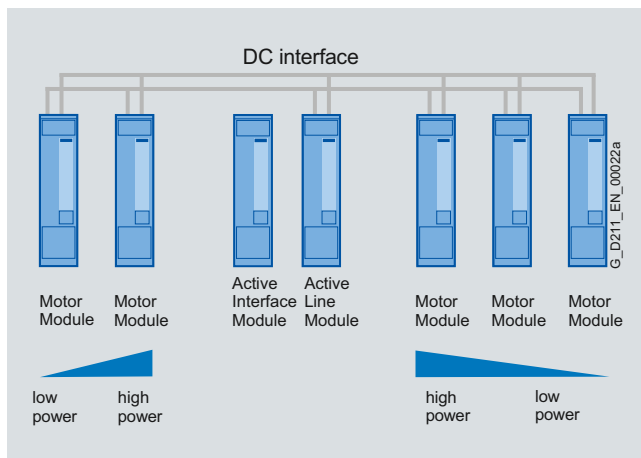 DC interface
G_D211_EN_00022a
Motor
Module
Motor
Module
Active
Interface
Module
Active
Line
Module
Motor
Module
Motor
Module
Motor
Module
low
power
high
power
high
power
low
power